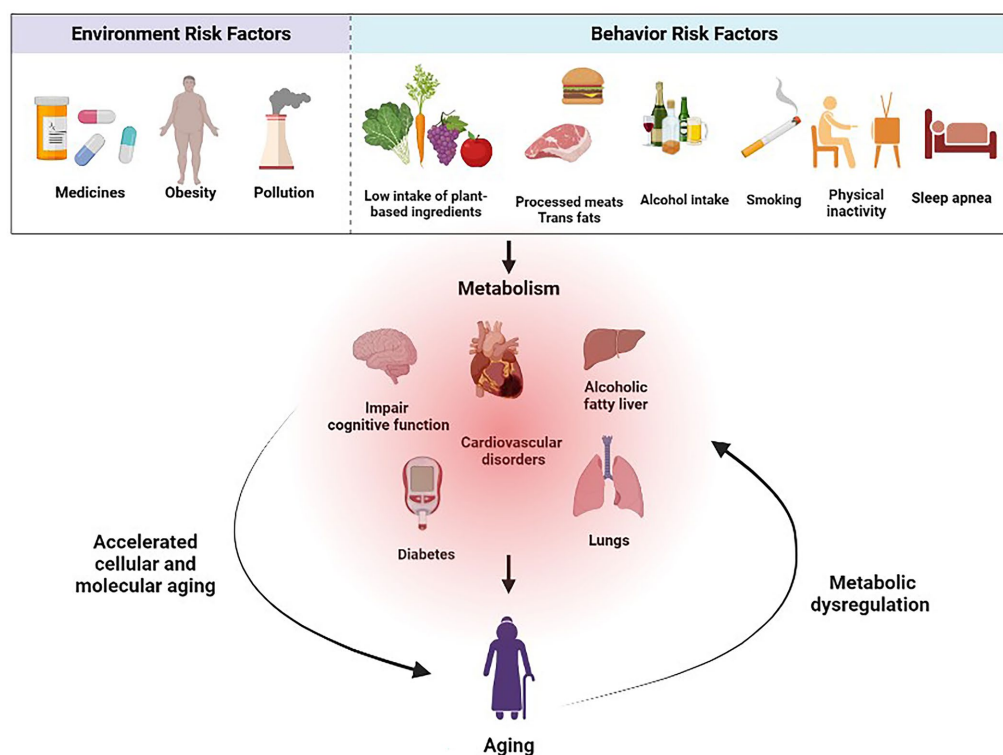 Environment Risk Factors
Behavior Risk Factors
Medicines
Obesity
Pollution
Low intake of plant-
based ingredients
Processed meats
Trans fats
Alcohol intake
Smoking
Physical
inactivity
Sleep apnea
Metabolism
Impair
cognitive function
Cardiovascular
disorders
Alcoholic
fatty liver
Diabetes
Lungs
Accelerated
cellular and
molecular aging
Metabolic
dysregulation
Aging